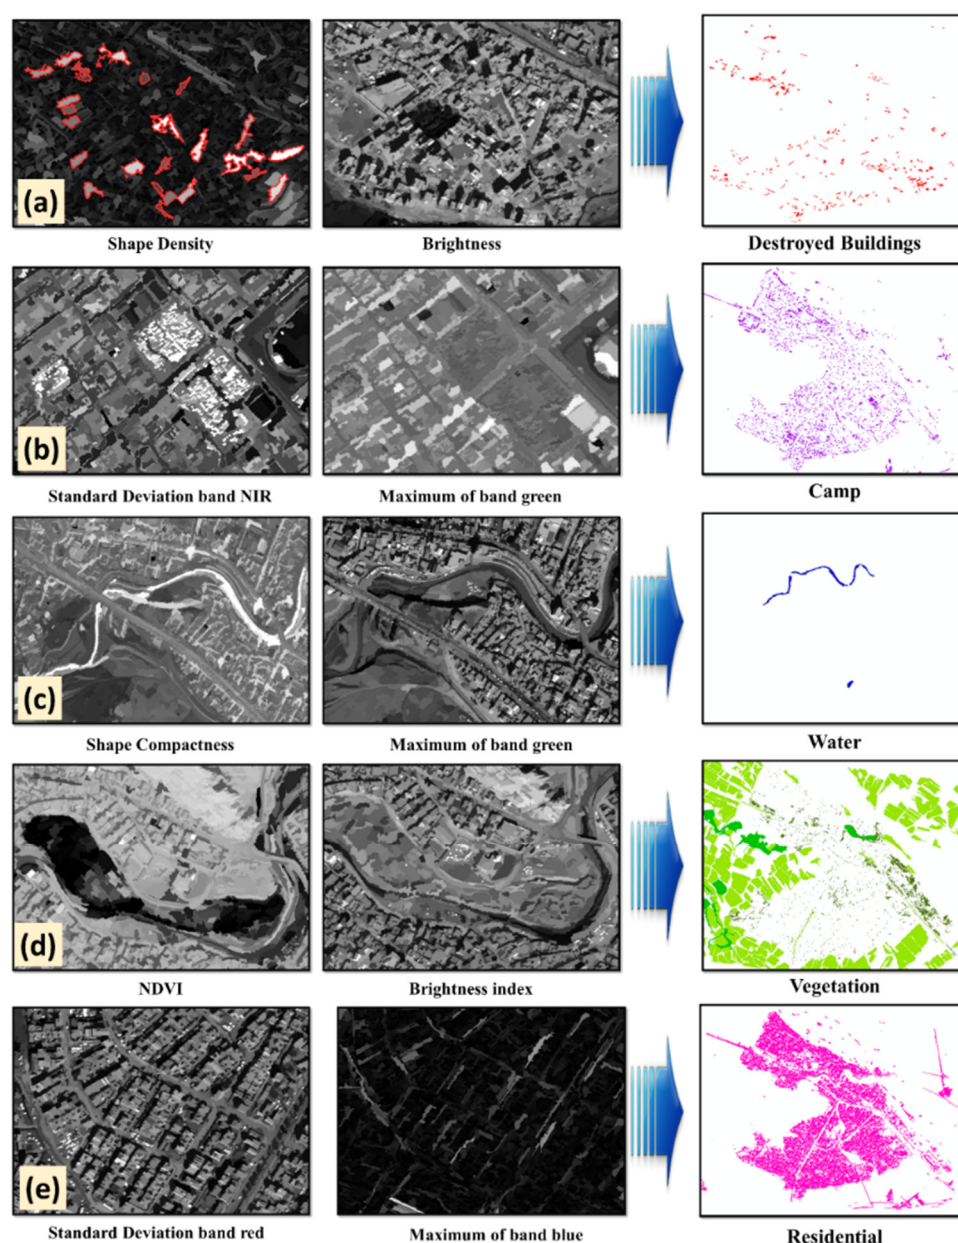 (a)
Shape Density
Brightness
Destroyed Buildings
(b)
Standard Deviation band NIR
Maximum of band green
Camp
(c)
Shape Compactness
Maximum of band green
Water
(d)
NDVI
Brightness index
Vegetation
(e)
Standard Deviation band red
Maximum of band blue
Residential